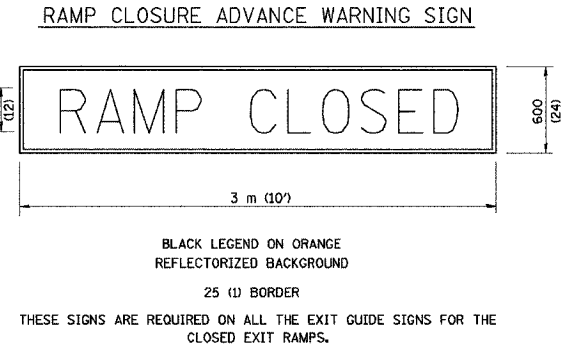 RAMP CLOSURE ADVANCE WARNING SIGN
(12)
RAMP CLOSED
600
(24)
3 m (10')
BLACK LEGEND ON ORANGE
REFLECTORIZED BACKGROUND
25 (1) BORDER
THESE SIGNS ARE REQUIRED ON ALL THE EXIT GUIDE SIGNS FOR THE
CLOSED EXIT RAMPS.